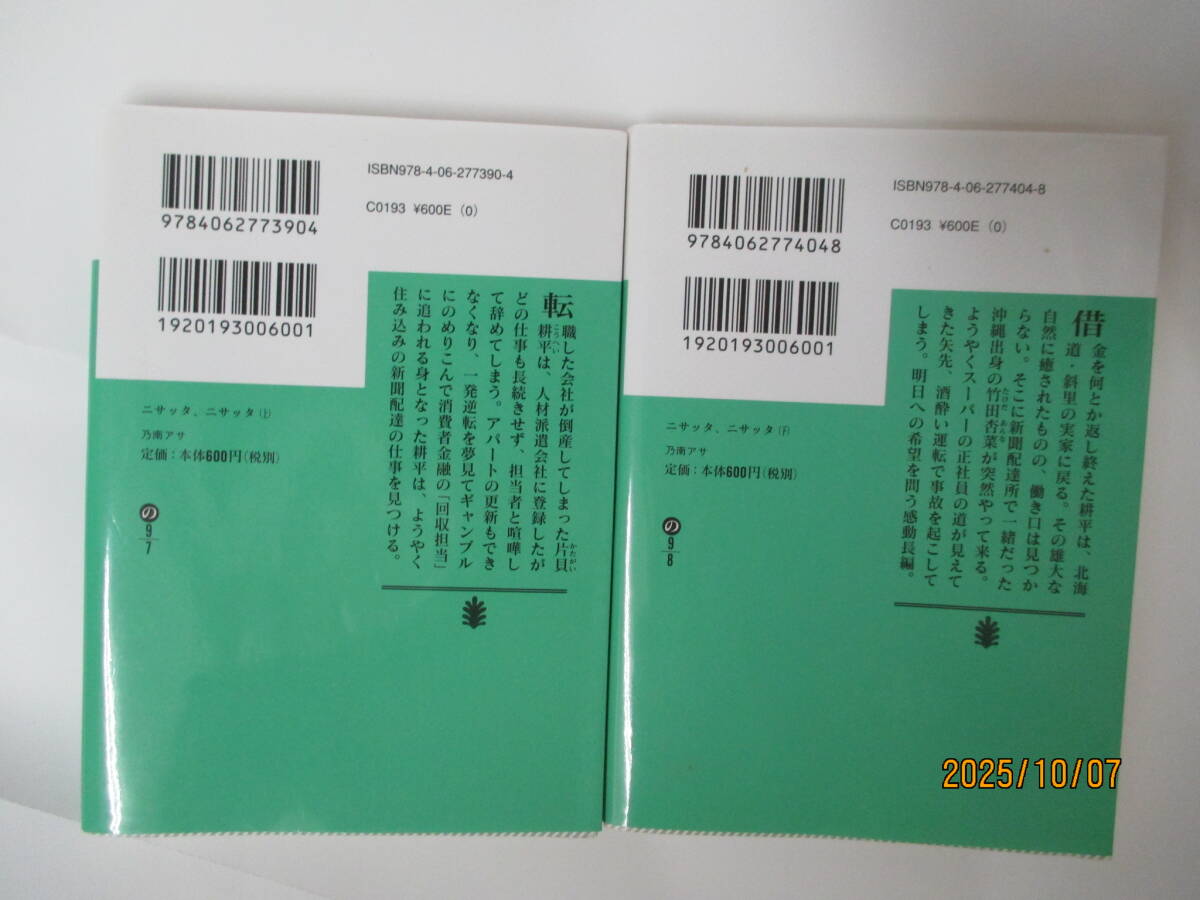 ISBN978-4-06-277390-4
C0193 ¥600E (0)
9784062773904
1920193006001
転職した会社が倒産してしまった片貝
かたがい
耕平は、人材派遣会社に登録したが
こうへい
どの仕事も長続きせず、担当者と喧嘩し
て辞めてしまう。アパートの更新もでき
なくなり、一発逆転を夢見てギャンブル
にのめりこんで消費者金融の「回収担当」
に追われる身となった耕平は、ようやく
住み込みの新聞配達の仕事を見つける。
ニサッタ、ニサッタ(上)
乃南アサ
定価:本体600円(税別)
の
9
7
ISBN978-4-06-277404-8
C0193 ¥600E (0)
9784062774048
1920193006001
借金を何とか返し終えた耕平は、北海
道・斜里の実家に戻る。その雄大な
自然に癒されたものの、働き口は見つか
らない。そこに新聞配達所で一緒だった
沖縄出身の竹田杏菜が突然やって来る。
たけだ あんな
ようやくスーパーの正社員の道が見えて
きた矢先、酒酔い運転で事故を起こして
しまう。明日への希望を問う感動長編。
ニサッタ、ニサッタ(下)
乃南アサ
定価:本体600円(税別)
の
9
8
2025/10/07